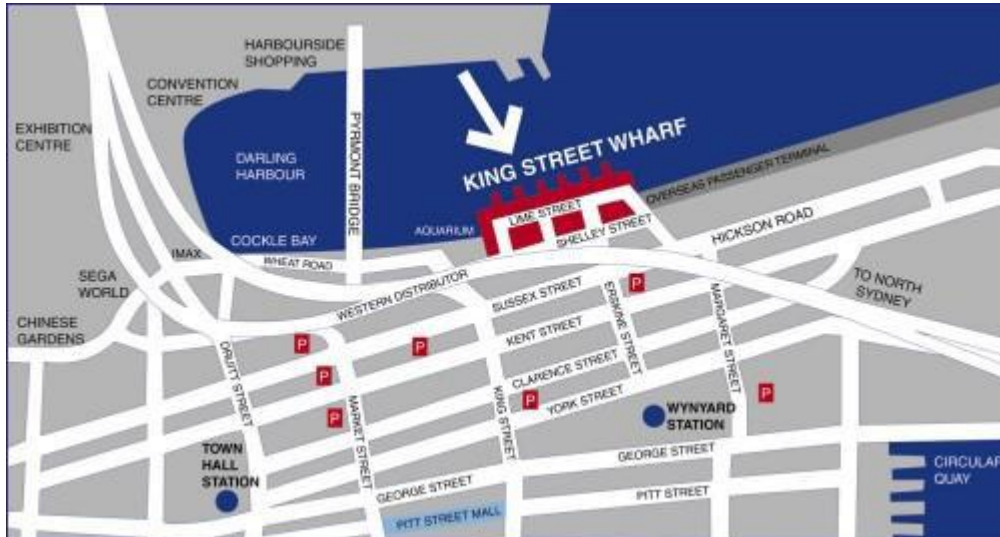 HARBOURSIDE
SHOPPING
CONVENTION
CENTRE
EXHIBITION
CENTRE
PYRMONT BRIDGE
DARLING
HARBOUR
KING STREET WHARF
OVERSEAS PASSENGER TERMINAL
LIME STREET
AQUARIUM
SHELLEY STREET
HICKSON ROAD
COCKLE BAY
IMAX
WHEAT ROAD
SEGA
WORLD
WESTERN DISTRIBUTOR
SUSSEX STREET
P
ERSKINE STREET
TO NORTH
SYDNEY
CHINESE
GARDENS
P
P
KENT STREET
MARGARET STREET
DRUITT STREET
P
CLARENCE STREET
P
MARKET STREET
KING STREET
P
YORK STREET
P
WYNYARD
STATION
TOWN
HALL
STATION
GEORGE STREET
GEORGE STREET
PITT STREET
CIRCULAR
QUAY
PITT STREET MALL